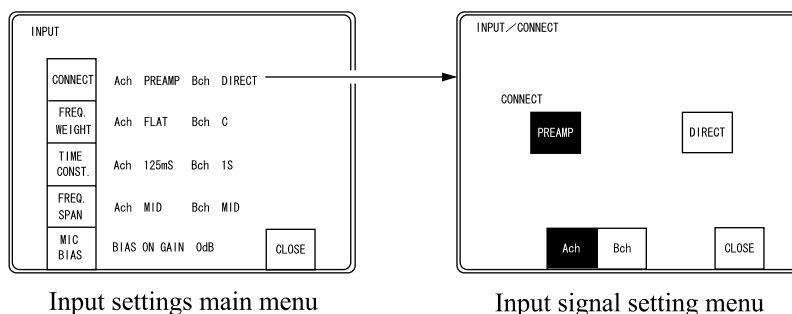 INPUT
CONNECT Ach PREAMP Bch DIRECT
FREQ.
WEIGHT
Ach FLAT Bch C
TIME
CONST.
Ach 125mS Bch 1S
FREQ.
SPAN
Ach MID Bch MID
MIC
BIAS
BIAS ON GAIN 0dB
CLOSE
Input settings main menu
INPUT／CONNECT
CONNECT
PREAMP DIRECT
Ach Bch CLOSE
Input signal setting menu